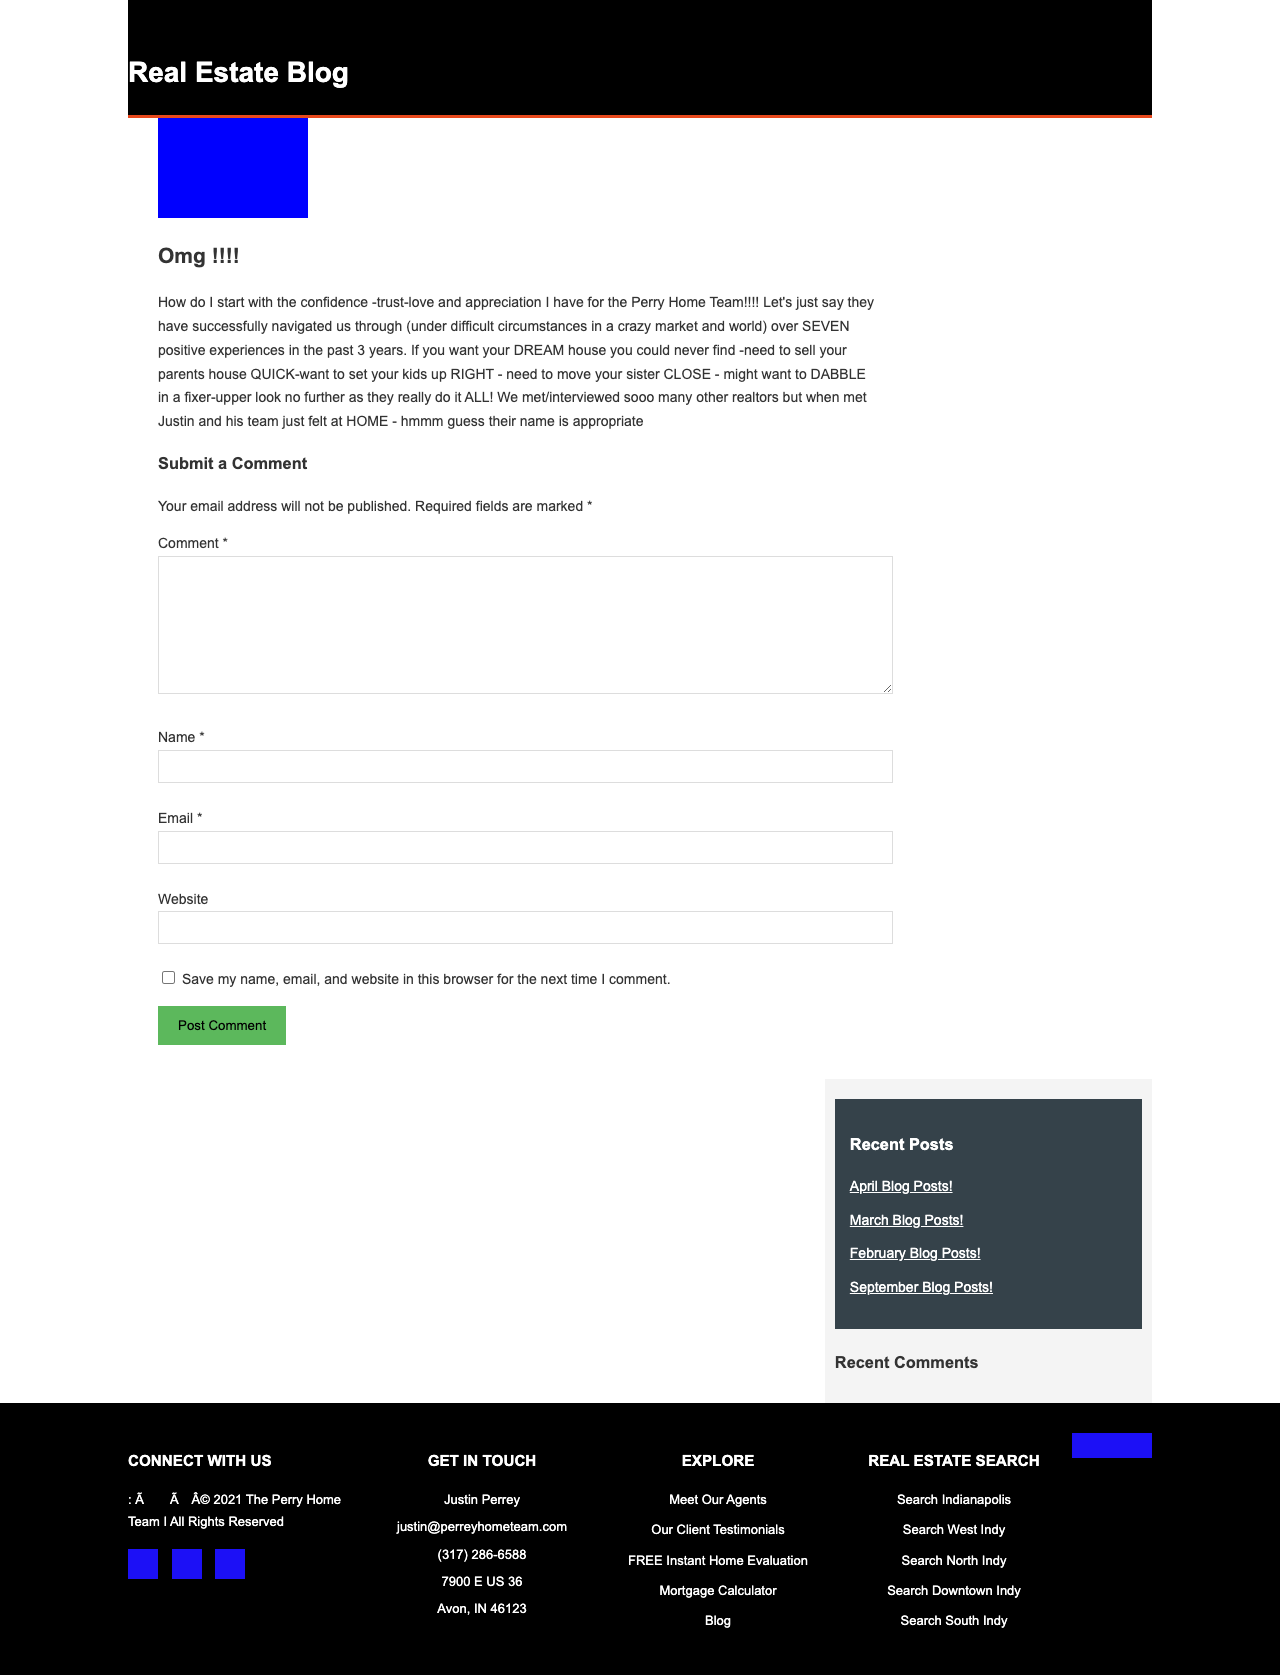 Real Estate Blog
Omg !!!!
How do I start with the confidence -trust-love and appreciation I have for the Perry Home Team!!!! Let's just say they
have successfully navigated us through (under difficult circumstances in a crazy market and world) over SEVEN
positive experiences in the past 3 years. If you want your DREAM house you could never find -need to sell your
parents house QUICK-want to set your kids up RIGHT - need to move your sister CLOSE - might want to DABBLE
in a fixer-upper look no further as they really do it ALL! We met/interviewed sooo many other realtors but when met
Justin and his team just felt at HOME - hmmm guess their name is appropriate
Submit a Comment
Your email address will not be published. Required fields are marked *
Comment *
Name *
Email *
Website
Save my name, email, and website in this browser for the next time I comment.
Post Comment
Recent Posts
April Blog Posts!
March Blog Posts!
February Blog Posts!
September Blog Posts!
Recent Comments
CONNECT WITH US
: Ã Ã Â© 2021 The Perry Home
Team I All Rights Reserved
GET IN TOUCH
Justin Perrey
justin@perreyhometeam.com
(317) 286-6588
7900 E US 36
Avon, IN 46123
EXPLORE
Meet Our Agents
Our Client Testimonials
FREE Instant Home Evaluation
Mortgage Calculator
Blog
REAL ESTATE SEARCH
Search Indianapolis
Search West Indy
Search North Indy
Search Downtown Indy
Search South Indy